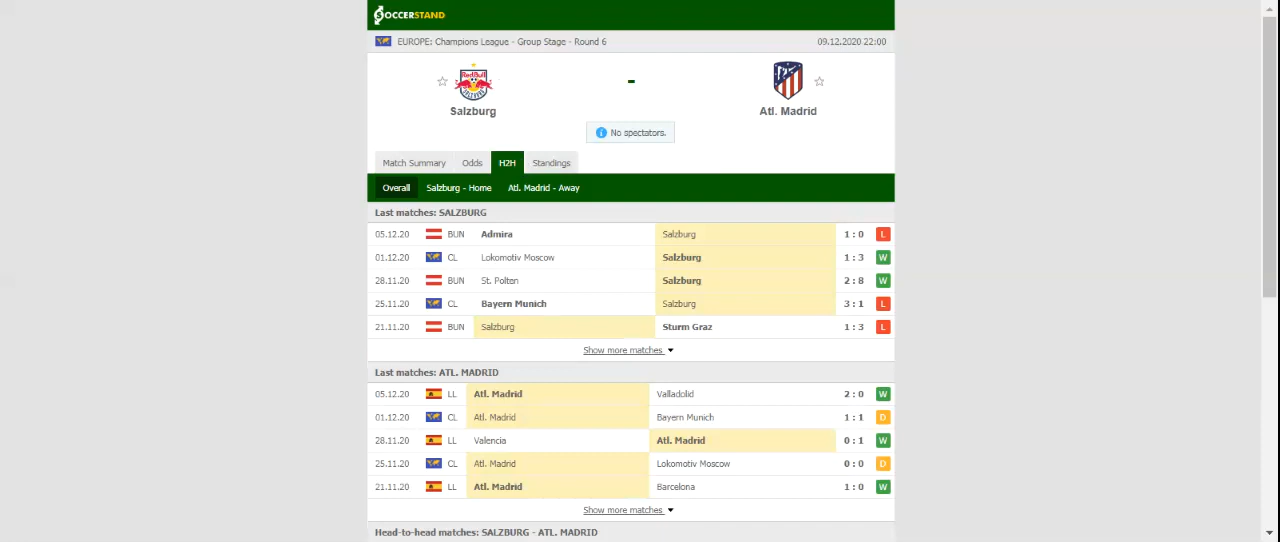 SOCCERSTAND
EUROPE: Champions League - Group Stage - Round 6 09.12.2020 22:00
Salzburg - Atl. Madrid
No spectators.
Match Summary Odds H2H Standings
Overall Salzburg - Home Atl. Madrid - Away
Last matches: SALZBURG
05.12.20 BUN Admira Salzburg 1 : 0 L
01.12.20 CL Lokomotiv Moscow Salzburg 1 : 3 W
28.11.20 BUN St. Polten Salzburg 2 : 8 W
25.11.20 CL Bayern Munich Salzburg 3 : 1 L
21.11.20 BUN Salzburg Sturm Graz 1 : 3 L
Show more matches
Last matches: ATL. MADRID
05.12.20 LL Atl. Madrid Valladolid 2 : 0 W
01.12.20 CL Atl. Madrid Bayern Munich 1 : 1 D
28.11.20 LL Valencia Atl. Madrid 0 : 1 W
25.11.20 CL Atl. Madrid Lokomotiv Moscow 0 : 0 D
21.11.20 LL Atl. Madrid Barcelona 1 : 0 W
Show more matches
Head-to-head matches: SALZBURG - ATL. MADRID